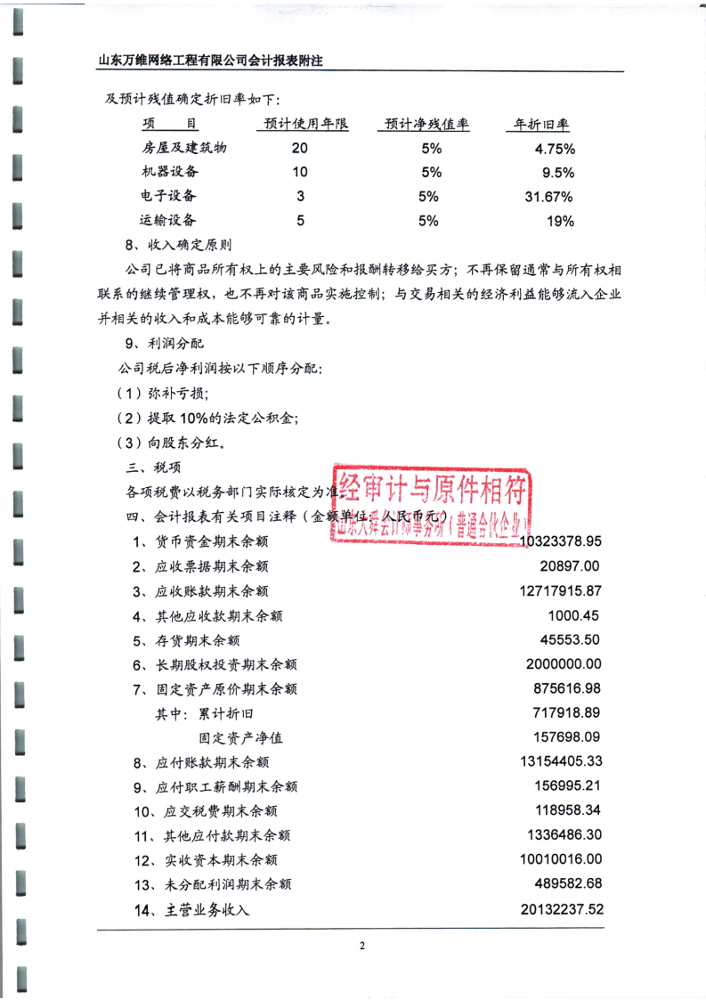 山东万维网络工程有限公司会计报表附注
及预计残值确定折旧率如下：
项 目 预计使用年限 预计净残值率 年折旧率
房屋及建筑物 20 5% 4.75%
机器设备 10 5% 9.5%
电子设备 3 5% 31.67%
运输设备 5 5% 19%
8、收入确定原则
公司已将商品所有权上的主要风险和报酬转移给买方；不再保留通常与所有权相
联系的继续管理权，也不再对该商品实施控制；与交易相关的经济利益能够流入企业
并相关的收入和成本能够可靠的计量。
9、利润分配
公司税后净利润按以下顺序分配：
（1）弥补亏损；
（2）提取 10%的法定公积金；
（3）向股东分红。
三、税项
各项税费以税务部门实际核定为准。
经审计与原件相符
四、会计报表有关项目注释（金额单位：人民币元）
山东大舜会计师事务所（普通合伙企业）
1、货币资金期末余额 10323378.95
2、应收票据期末余额 20897.00
3、应收账款期末余额 12717915.87
4、其他应收款期末余额 1000.45
5、存货期末余额 45553.50
6、长期股权投资期末余额 2000000.00
7、固定资产原价期末余额 875616.98
其中：累计折旧 717918.89
固定资产净值 157698.09
8、应付账款期末余额 13154405.33
9、应付职工薪酬期末余额 156995.21
10、应交税费期末余额 118958.34
11、其他应付款期末余额 1336486.30
12、实收资本期末余额 10010016.00
13、未分配利润期末余额 489582.68
14、主营业务收入 20132237.52
2